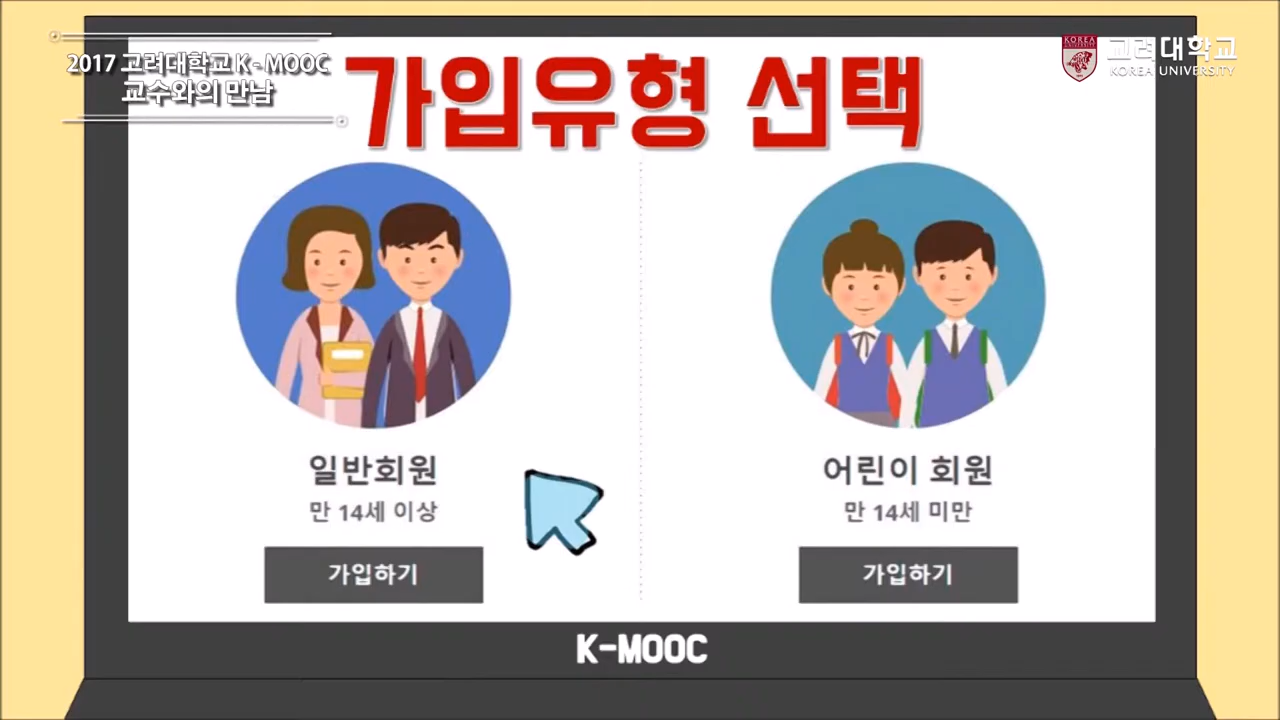 2017 고려대학교 K - MOOC
교수와의 만남
가입유형 선택
KOREA
UNIVERSITY
고려대학교
KOREA UNIVERSITY
일반회원
만 14세 이상
가입하기
어린이 회원
만 14세 미만
가입하기
K-MOOC